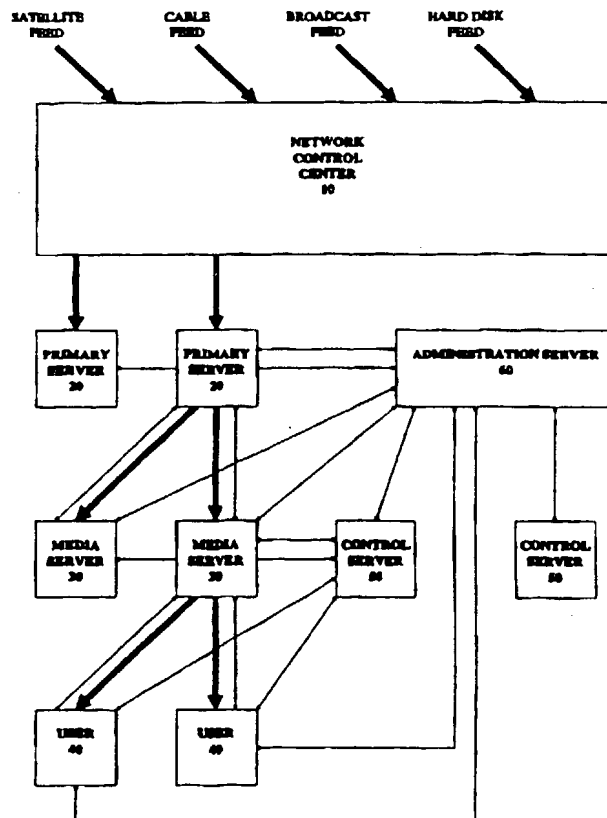 SATELLITE FEED
CABLE FEED
BROADCAST FEED
HARD DISK FEED
NETWORK
CONTROL
CENTER
10
PRIMARY
SERVER
20
PRIMARY
SERVER
20
ADMINISTRATION SERVER
60
MEDIA
SERVER
30
MEDIA
SERVER
30
CONTROL
SERVER
50
CONTROL
SERVER
50
USER
40
USER
40